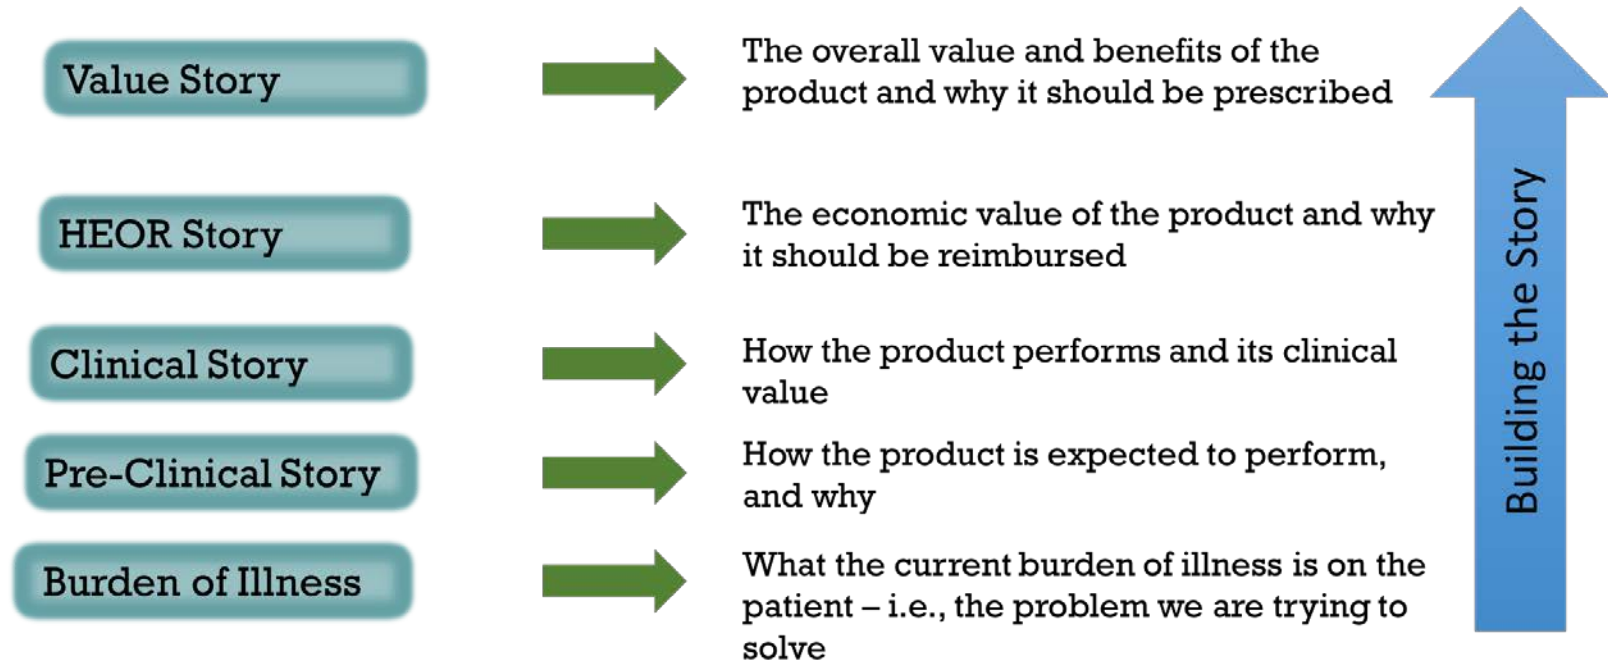 Value Story
The overall value and benefits of the
product and why it should be prescribed
HEOR Story
The economic value of the product and why
it should be reimbursed
Clinical Story
How the product performs and its clinical
value
Pre-Clinical Story
How the product is expected to perform,
and why
Burden of Illness
What the current burden of illness is on the
patient – i.e., the problem we are trying to
solve
Building the Story